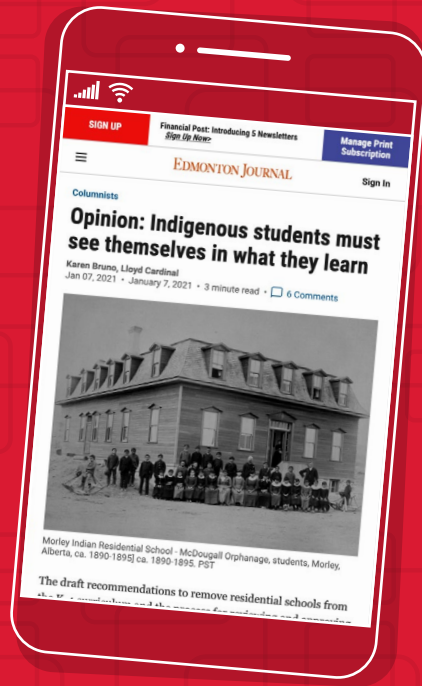 SIGN UP
Financial Post: Introducing 5 Newsletters
Sign Up Now>
Manage Print
Subscription
EDMONTON JOURNAL
Sign In
Columnists
Opinion: Indigenous students must
see themselves in what they learn
Karen Bruno, Lloyd Cardinal
Jan 07, 2021 • January 7, 2021 • 3 minute read • 6 Comments
Morley Indian Residential School - McDougall Orphanage, students, Morley,
Alberta, ca. 1890-1895] ca. 1890-1895. PST
The draft recommendations to remove residential schools from